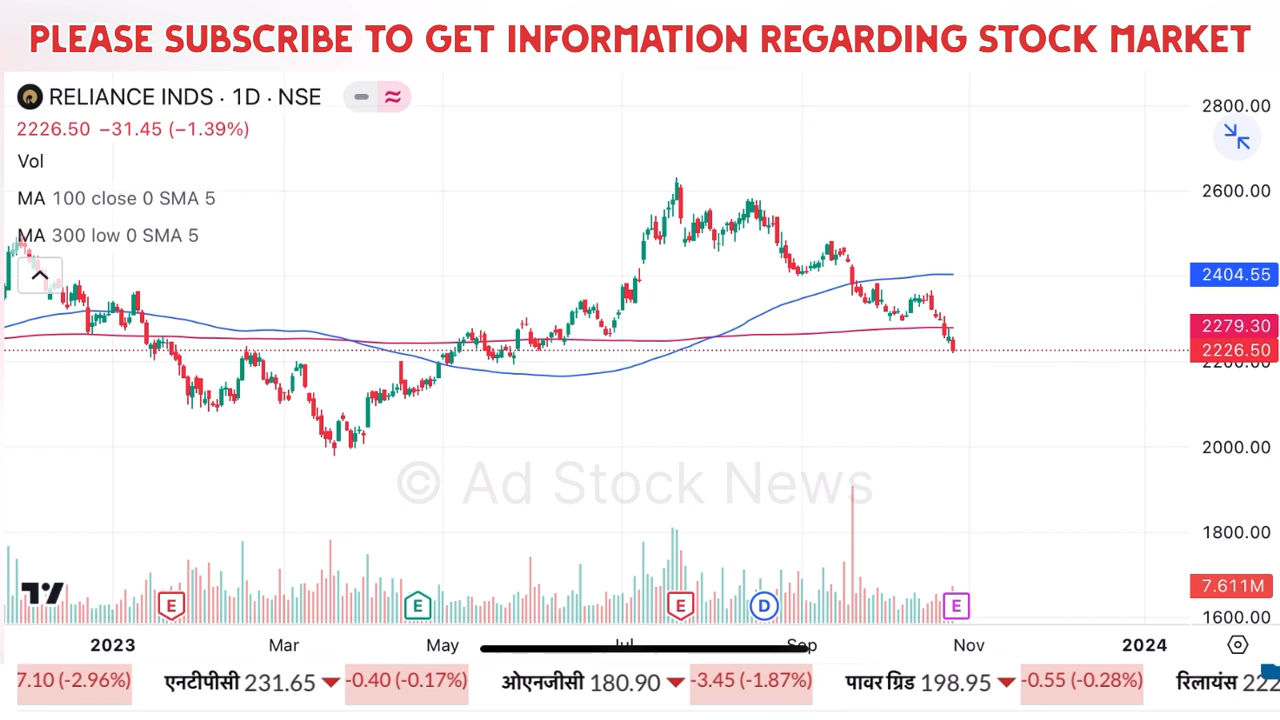 PLEASE SUBSCRIBE TO GET INFORMATION REGARDING STOCK MARKET
RELIANCE INDS · 1D · NSE
2226.50 −31.45 (−1.39%)
Vol
MA 100 close 0 SMA 5
MA 300 low 0 SMA 5
2800.00
2600.00
2404.55
2279.30
2226.50
2200.00
2000.00
1800.00
7.611M
1600.00
© Ad Stock News
E E E D E
2023 Mar May Jul Sep Nov 2024
7.10 (-2.96%) एनटीपीसी 231.65 -0.40 (-0.17%) ओएनजीसी 180.90 -3.45 (-1.87%) पावर ग्रिड 198.95 -0.55 (-0.28%) रिलायंस 222